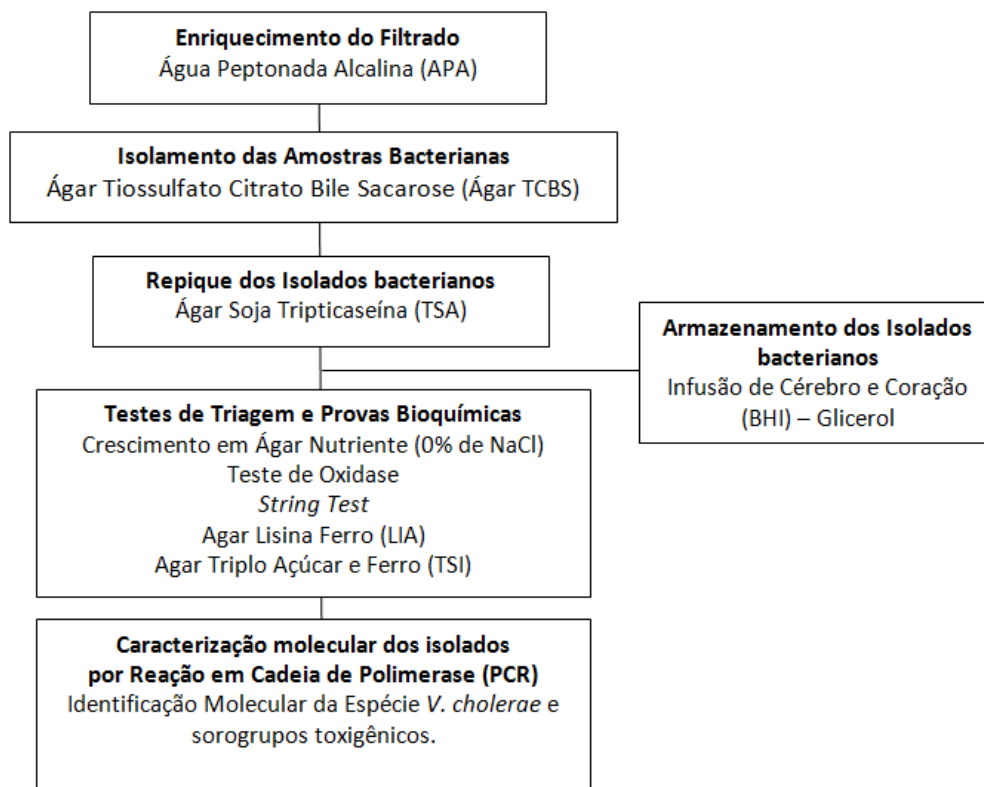 Enriquecimento do Filtrado
Água Peptonada Alcalina (APA)
Isolamento das Amostras Bacterianas
Ágar Tiossulfato Citrato Bile Sacarose (Ágar TCBS)
Repique dos Isolados bacterianos
Ágar Soja Tripticaseína (TSA)
Armazenamento dos Isolados
bacterianos
Infusão de Cérebro e Coração
(BHI) – Glicerol
Testes de Triagem e Provas Bioquímicas
Crescimento em Ágar Nutriente (0% de NaCl)
Teste de Oxidase
String Test
Agar Lisina Ferro (LIA)
Agar Triplo Açúcar e Ferro (TSI)
Caracterização molecular dos isolados
por Reação em Cadeia de Polimerase (PCR)
Identificação Molecular da Espécie V. cholerae e
sorogrupos toxigênicos.